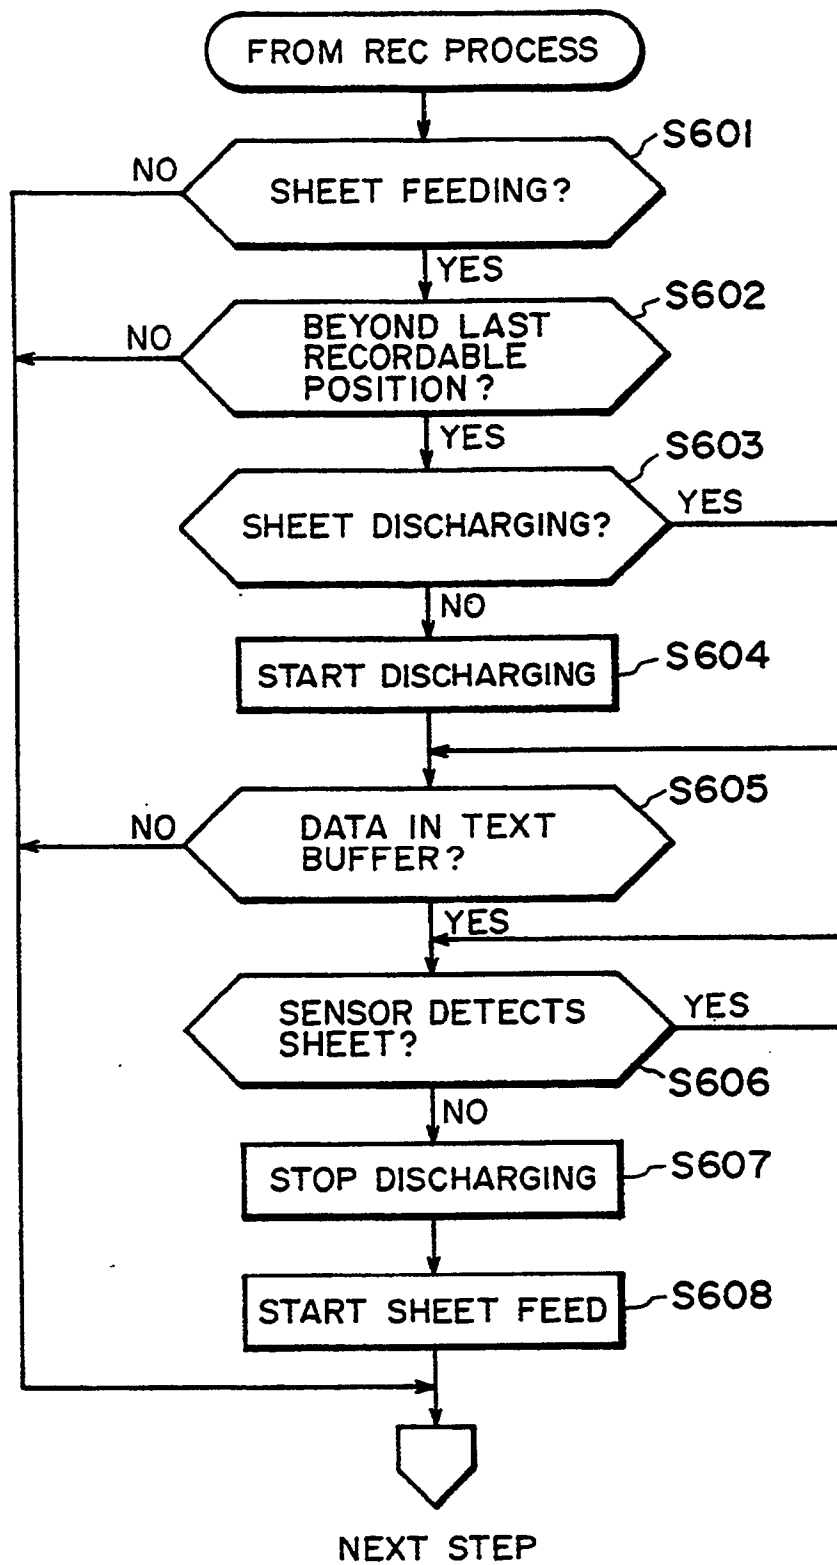 FROM REC PROCESS
S601
NO
SHEET FEEDING?
YES
S602
NO
BEYOND LAST
RECORDABLE
POSITION?
YES
S603
YES
SHEET DISCHARGING?
NO
START DISCHARGING
S604
S605
NO
DATA IN TEXT
BUFFER?
YES
SENSOR DETECTS
SHEET?
YES
S606
NO
STOP DISCHARGING
S607
START SHEET FEED
S608
NEXT STEP